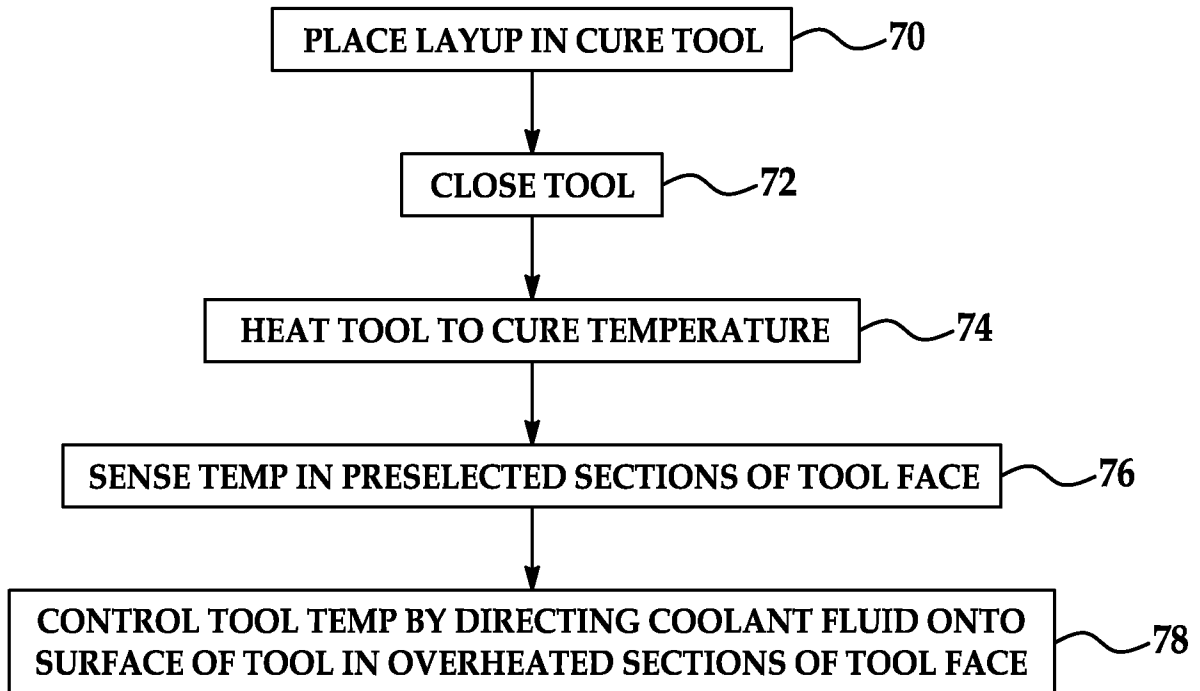 PLACE LAYUP IN CURE TOOL 70
CLOSE TOOL 72
HEAT TOOL TO CURE TEMPERATURE 74
SENSE TEMP IN PRESELECTED SECTIONS OF TOOL FACE 76
CONTROL TOOL TEMP BY DIRECTING COOLANT FLUID ONTO
SURFACE OF TOOL IN OVERHEATED SECTIONS OF TOOL FACE 78